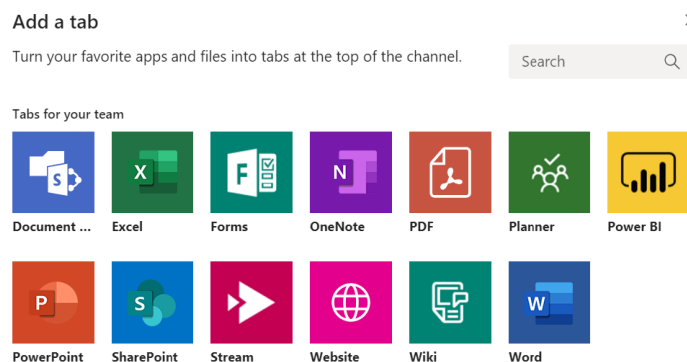 Add a tab
Turn your favorite apps and files into tabs at the top of the channel.
Search
Tabs for your team
Document ... Excel Forms OneNote PDF Planner Power BI
PowerPoint SharePoint Stream Website Wiki Word